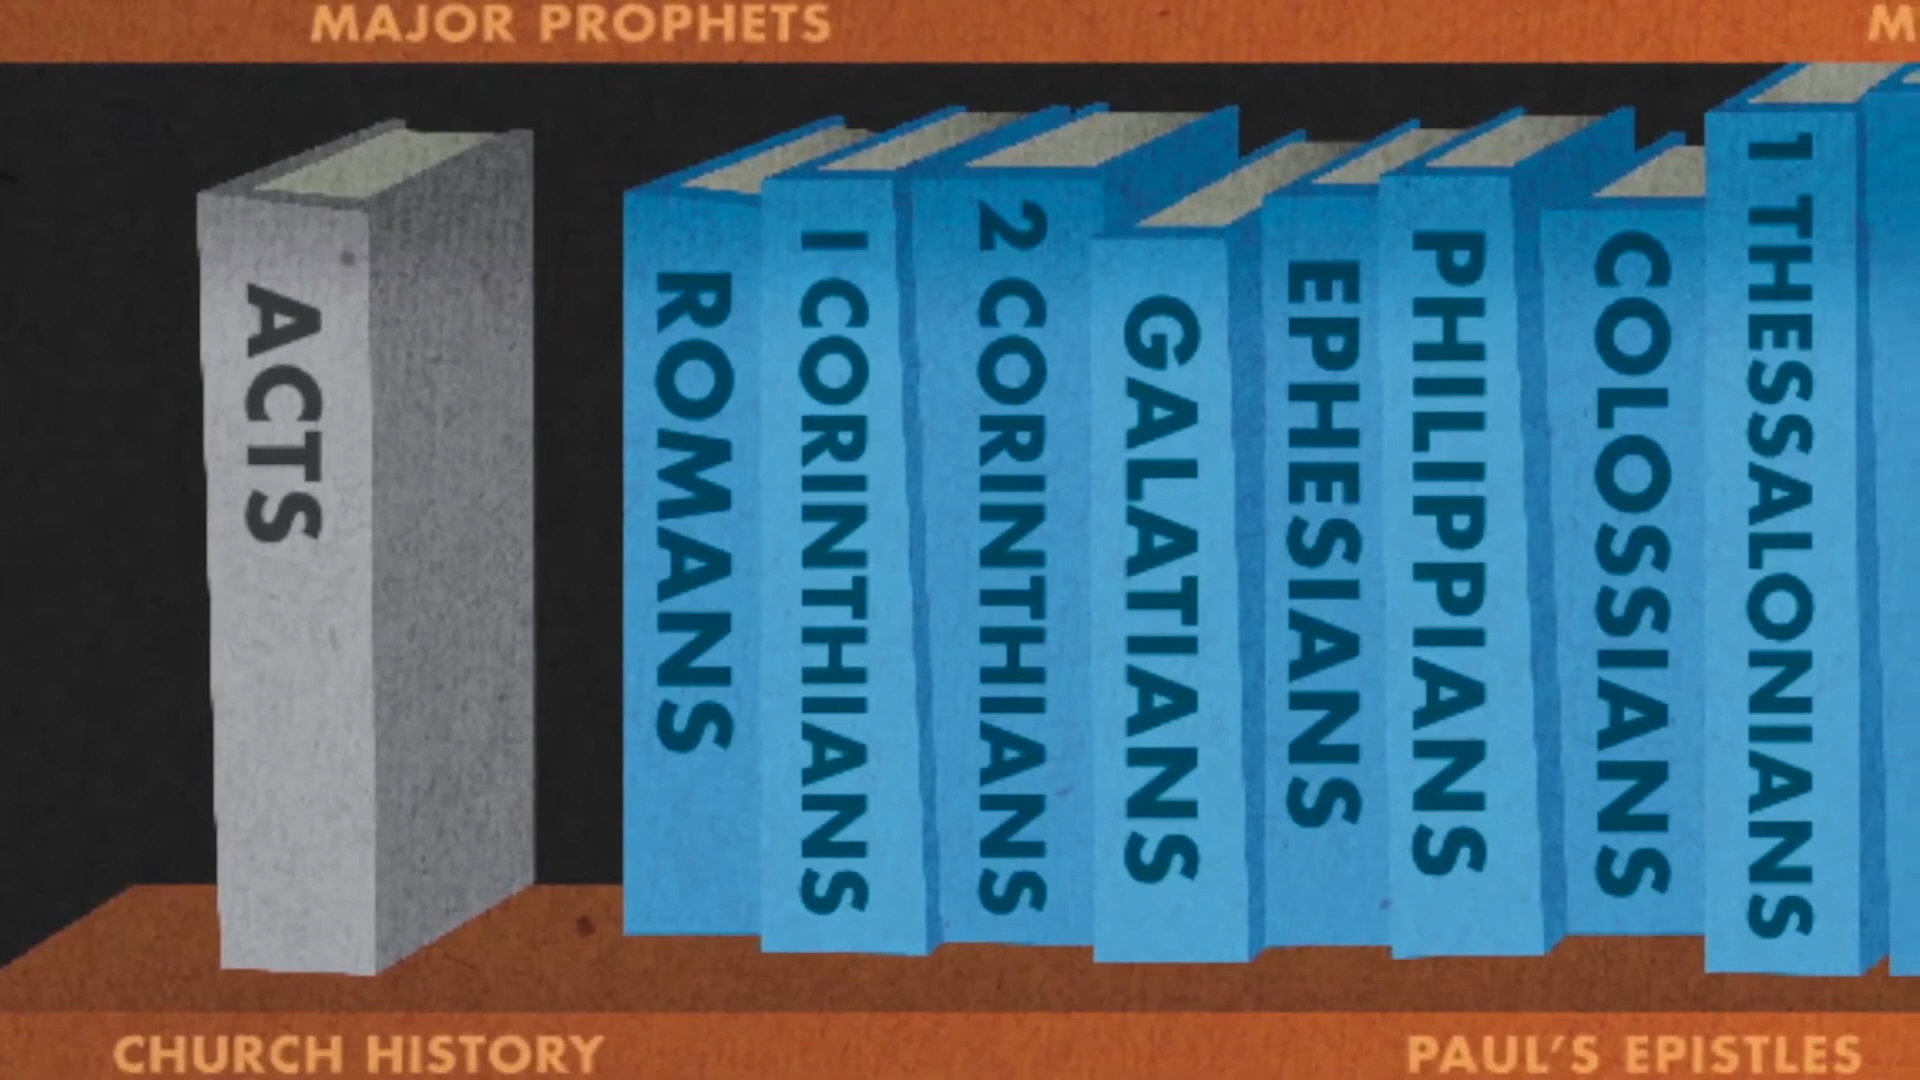 MAJOR PROPHETS
ACTS
ROMANS
1 CORINTHIANS
2 CORINTHIANS
GALATIANS
EPHESIANS
PHILIPPIANS
COLOSSIANS
1 THESSALONIANS
CHURCH HISTORY
PAUL'S EPISTLES